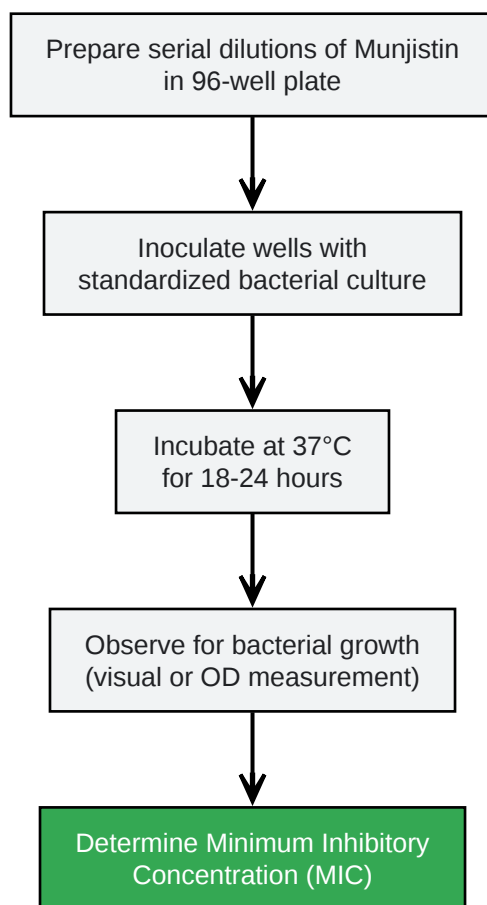 Prepare serial dilutions of Munjistin
in 96-well plate
Inoculate wells with
standardized bacterial culture
Incubate at 37°C
for 18-24 hours
Observe for bacterial growth
(visual or OD measurement)
Determine Minimum Inhibitory
Concentration (MIC)